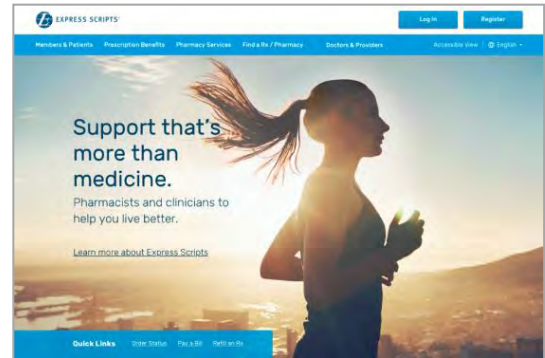 EXPRESS SCRIPTS
Log In Register
Members & Patients Prescription Benefits Pharmacy Services Find a Rx / Pharmacy Doctors & Providers Accessible View | English
Support that's
more than
medicine.
Pharmacists and clinicians to
help you live better.
Learn more about Express Scripts
Quick Links Order Status Pay a Bill Refill an Rx